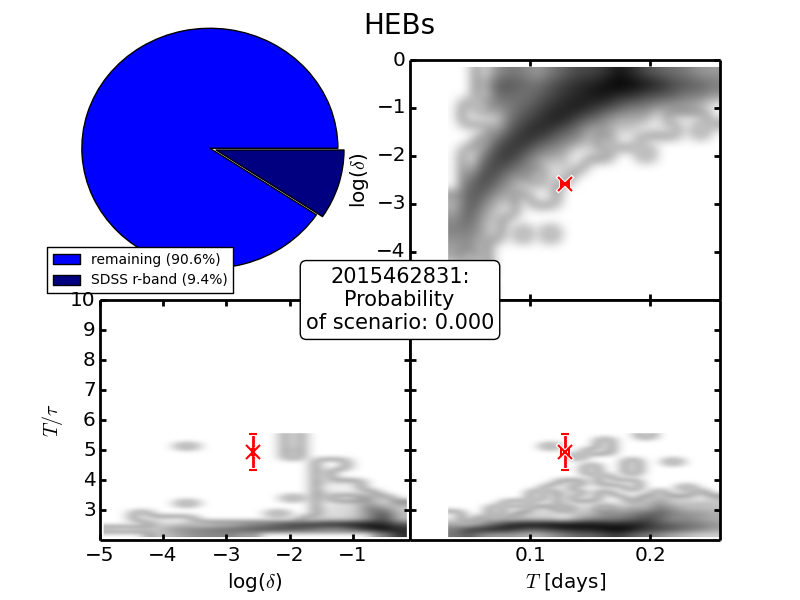 HEBs
remaining (90.6%)
SDSS r-band (9.4%)
log(δ)
0
−1
−2
−3
−4
2015462831:
Probability
of scenario: 0.000
T/τ
10
9
8
7
6
5
4
3
−5 −4 −3 −2 −1
0.1 0.2
log(δ)
T [days]